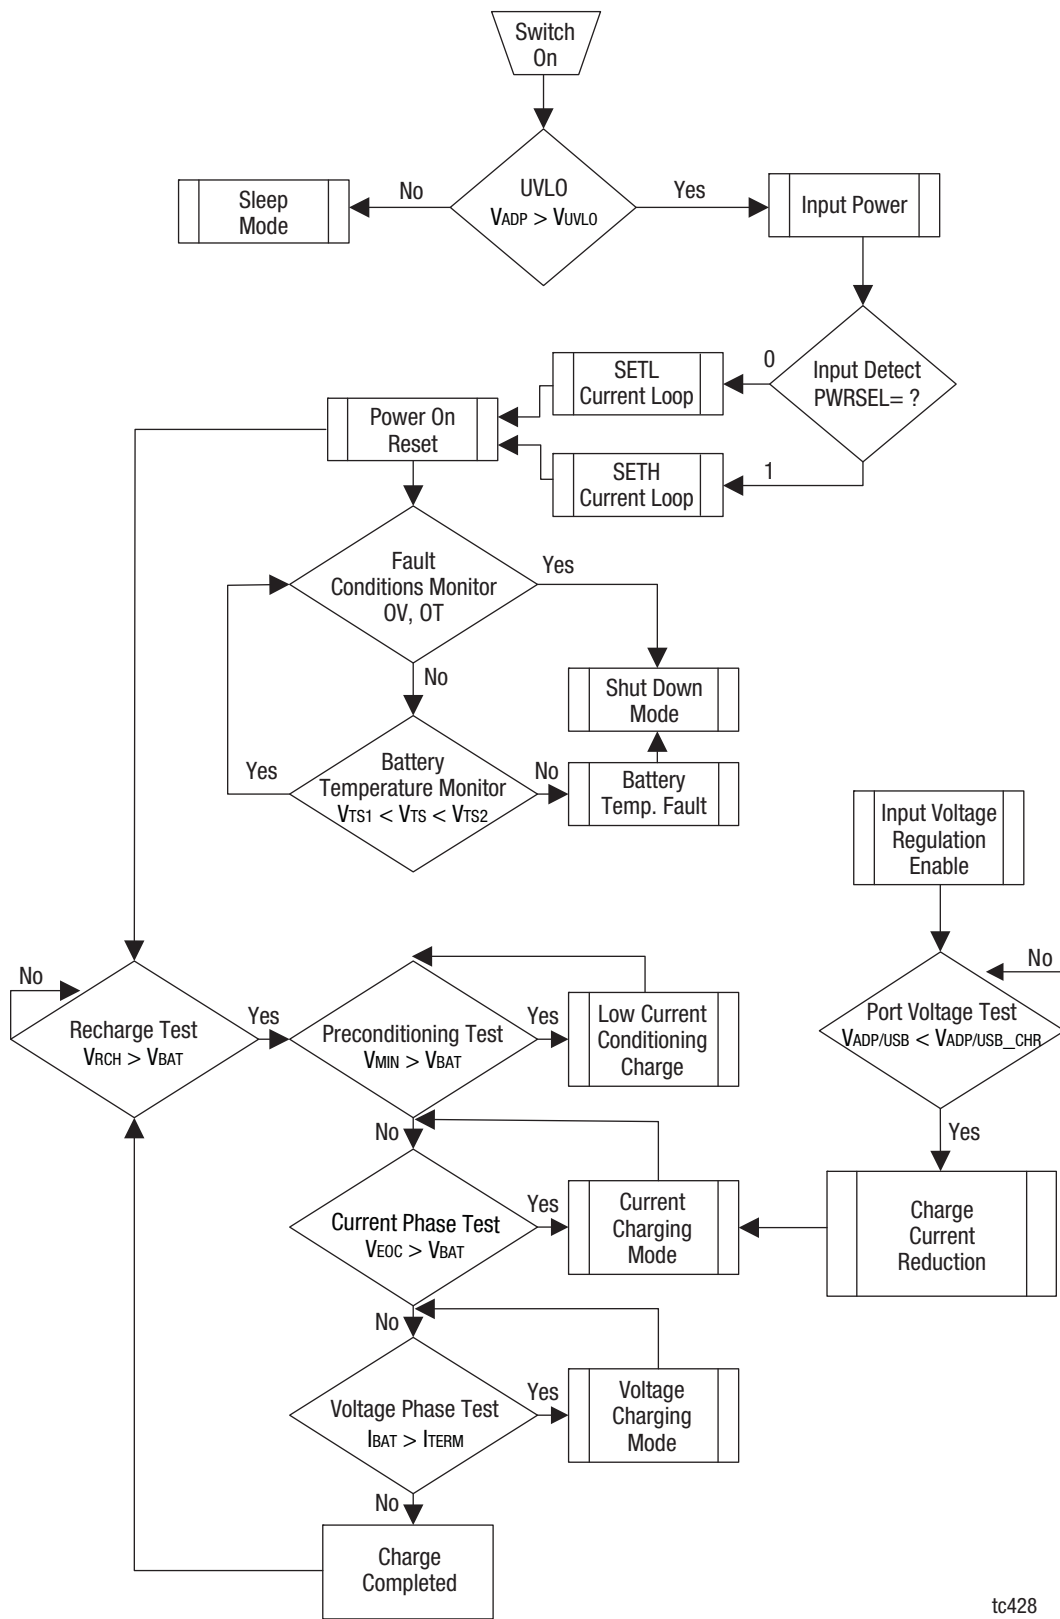 Switch
On
UVLO
VADP > VUVLO
No
Yes
Sleep
Mode
Input Power
Input Detect
PWRSEL= ?
0
1
SETL
Current Loop
SETH
Current Loop
Power On
Reset
Fault
Conditions Monitor
OV, OT
Yes
No
Shut Down
Mode
Battery
Temperature Monitor
VTS1 < VTS < VTS2
Yes
No
Battery
Temp. Fault
Input Voltage
Regulation
Enable
No
Port Voltage Test
VADP/USB < VADP/USB_CHR
Yes
Charge
Current
Reduction
No
Recharge Test
VRCH > VBAT
Yes
Preconditioning Test
VMIN > VBAT
Yes
Low Current
Conditioning
Charge
No
Current Phase Test
VEOC > VBAT
Yes
Current
Charging
Mode
No
Voltage Phase Test
IBAT > ITERM
Yes
Voltage
Charging
Mode
No
Charge
Completed
tc428